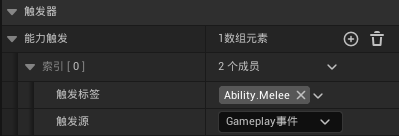 触发器
能力触发 1数组元素
索引 [ 0 ] 2 个成员
触发标签 Ability.Melee
触发源 Gameplay事件